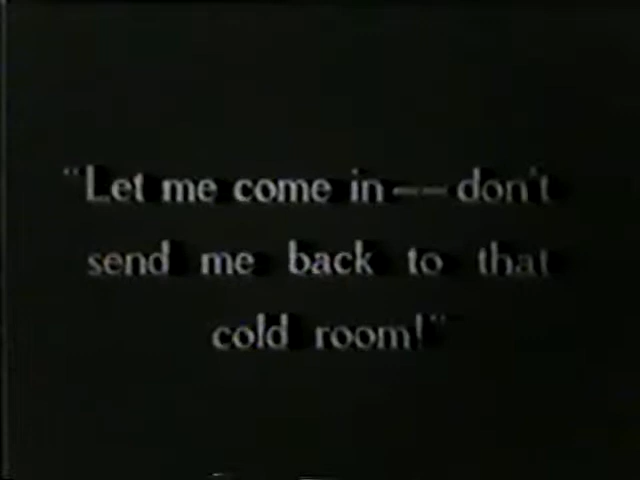 "Let me come in––don't
send me back to that
cold room!"